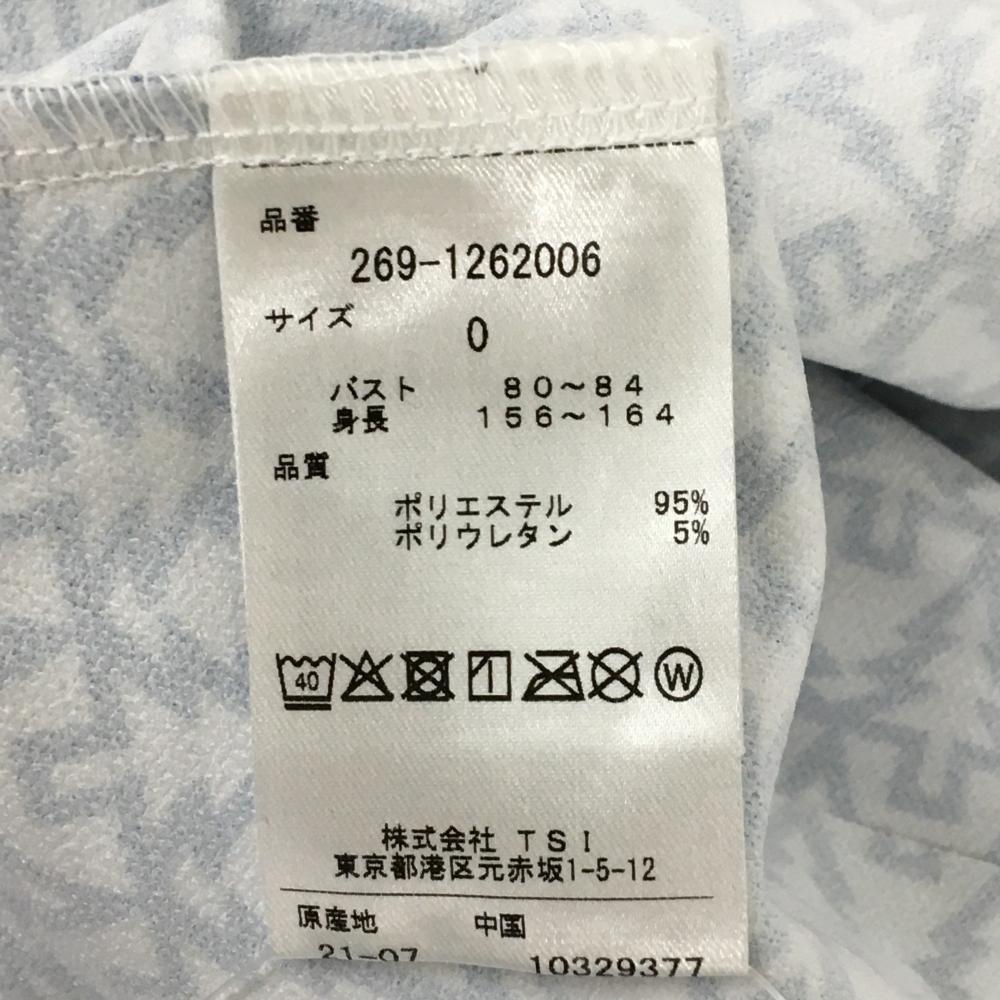 品番
269-1262006
サイズ 0
バスト 80～84
身長 156～164
品質
ポリエステル 95%
ポリウレタン 5%
40 W
株式会社 TSI
東京都港区元赤坂1-5-12
原産地 中国
21-07 10329377